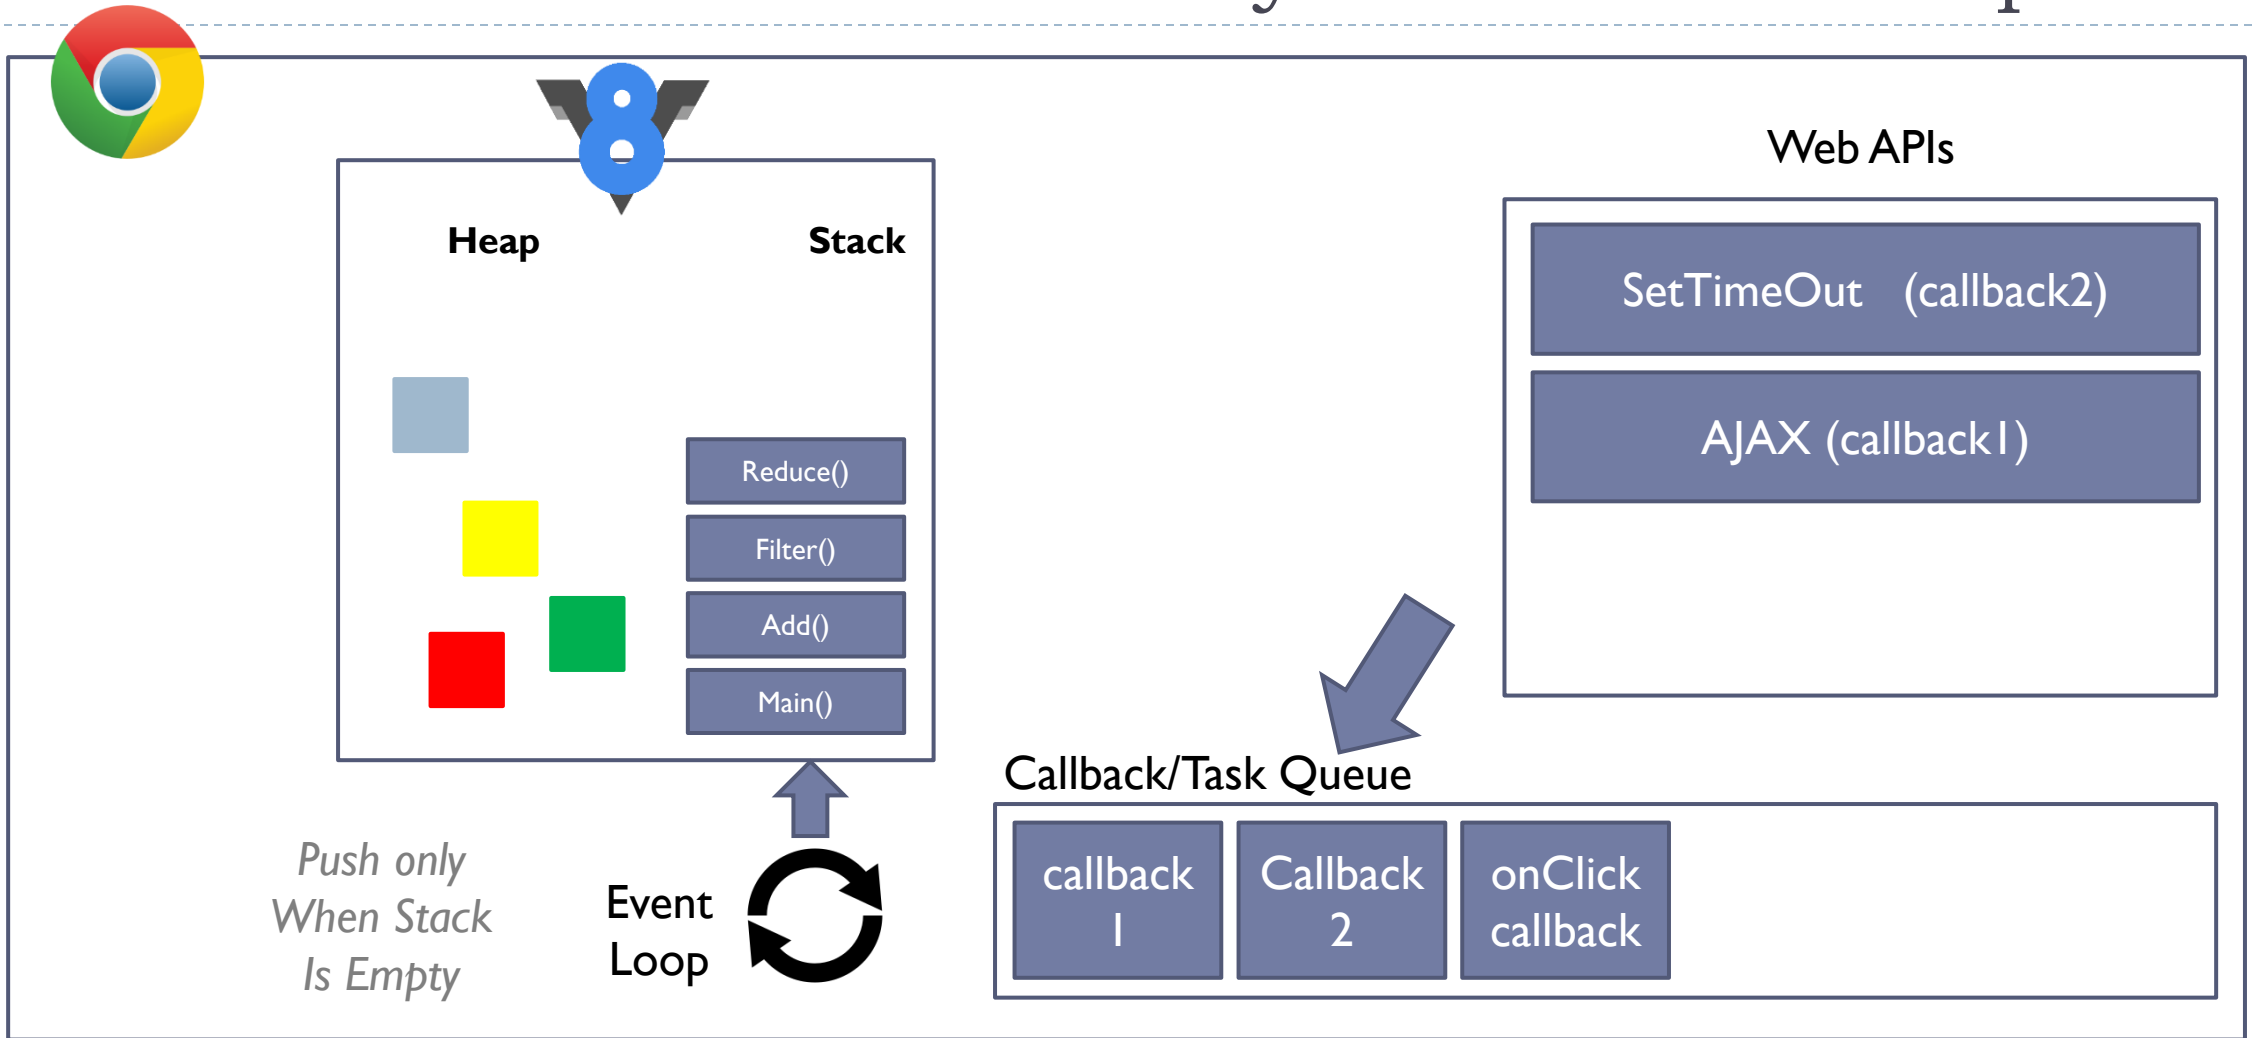 Heap
Stack
Reduce()
Filter()
Add()
Main()
Web APIs
SetTimeOut (callback2)
AJAX (callback1)
Callback/Task Queue
callback
1
Callback
2
onClick
callback
Push only
When Stack
Is Empty
Event
Loop